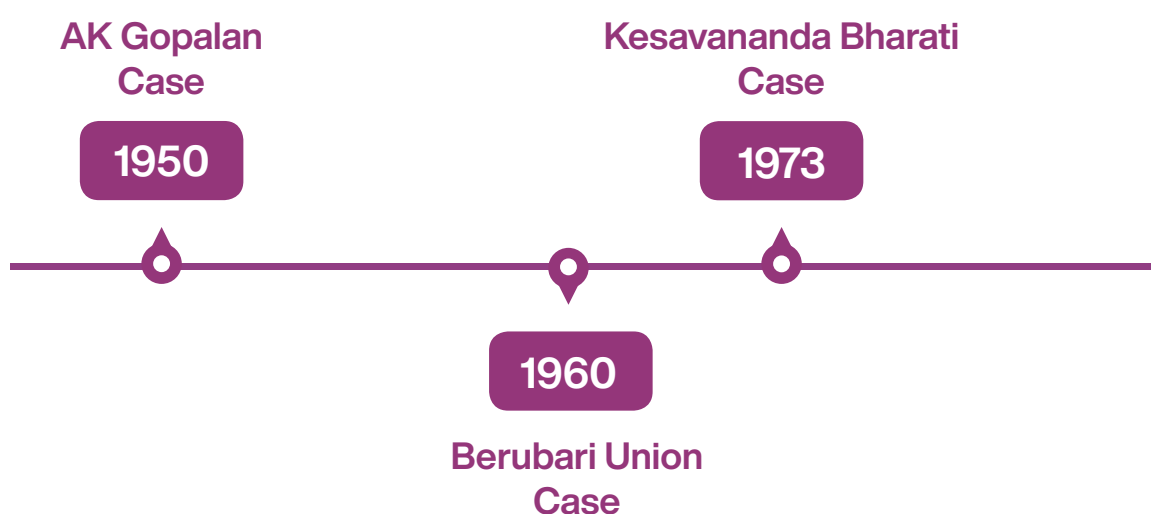 AK Gopalan
Case
1950
Kesavananda Bharati
Case
1973
1960
Berubari Union
Case